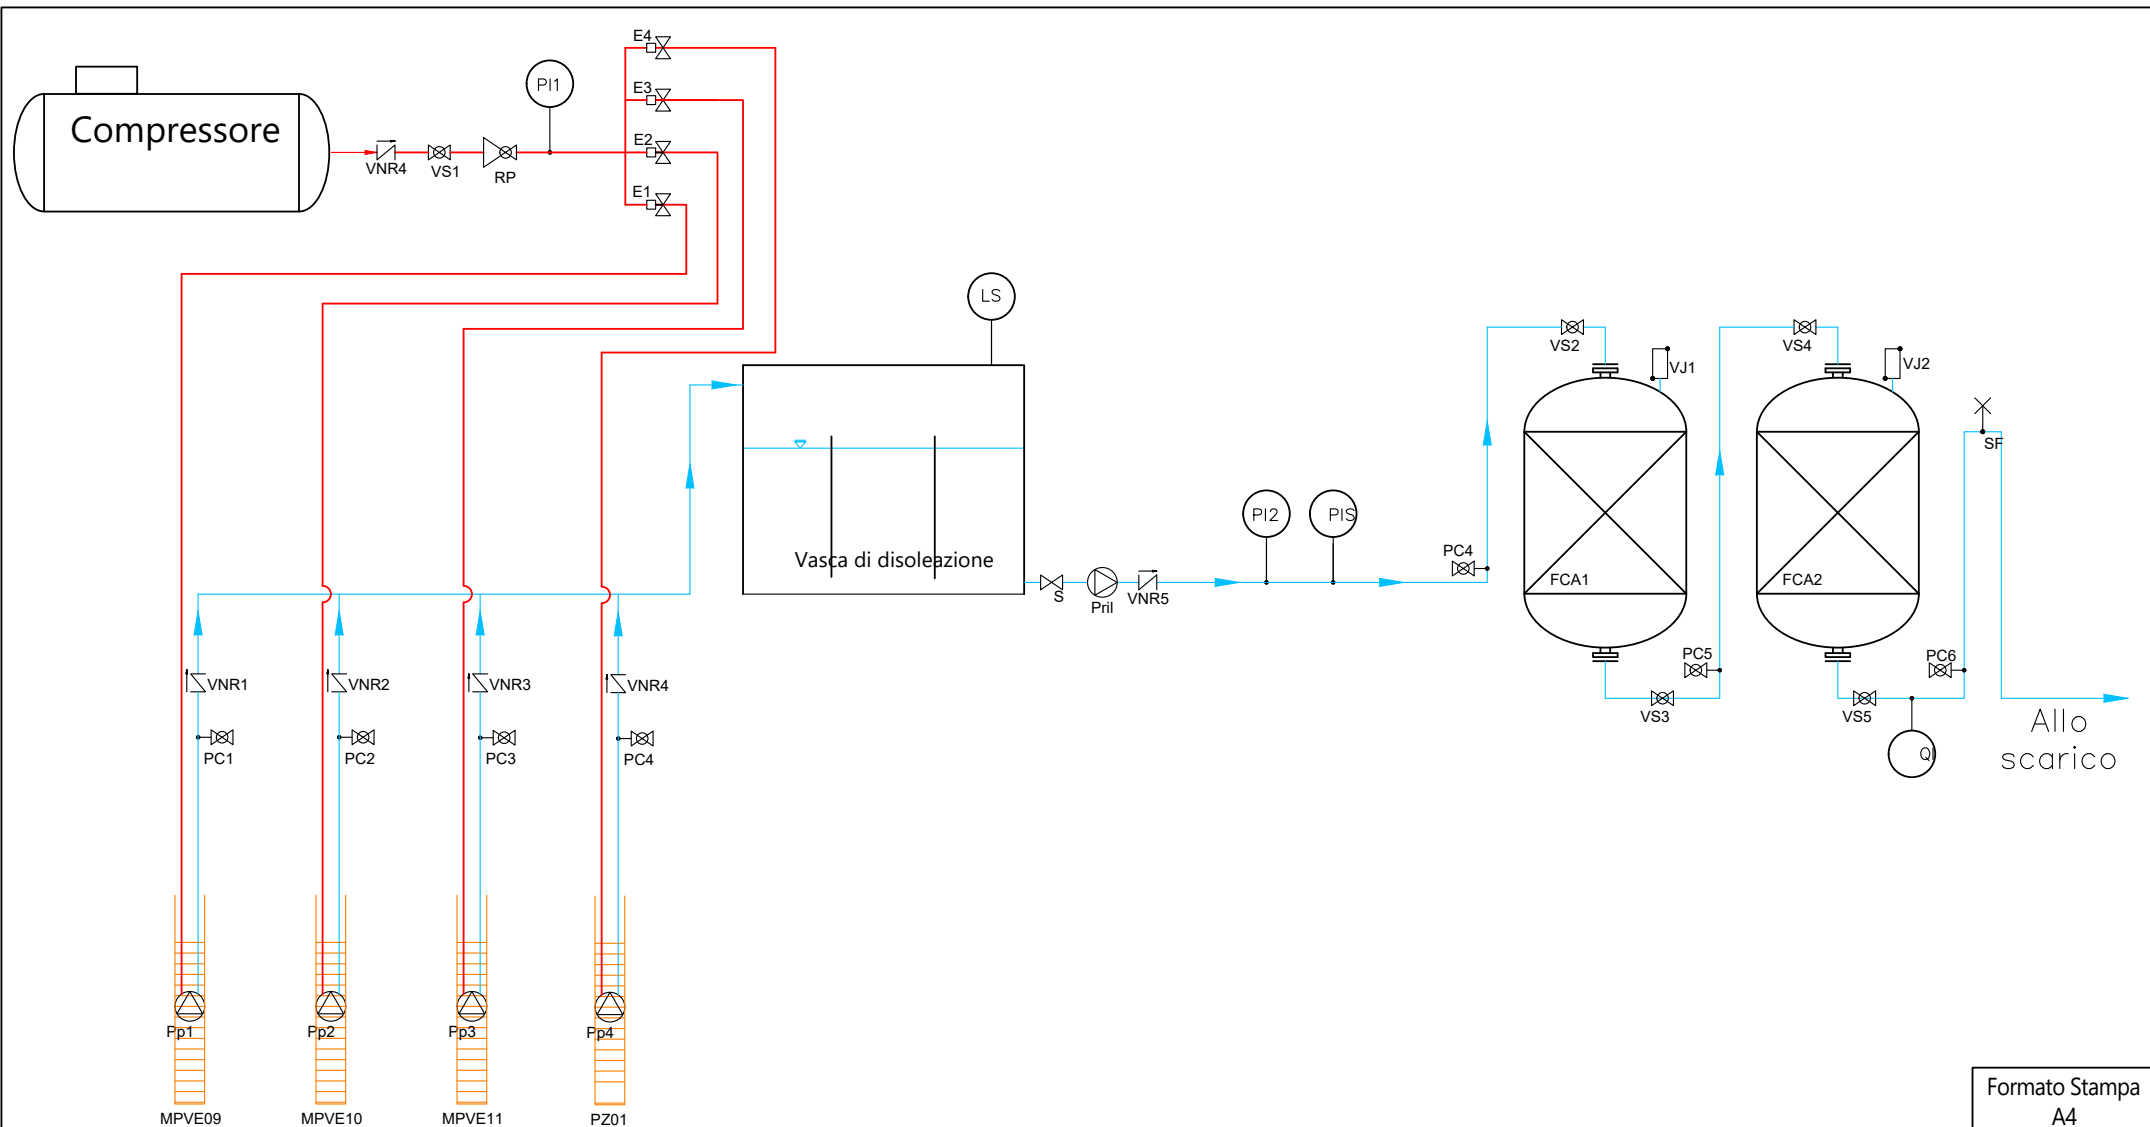 E4
PI1
E3
Compressore
E2
VNR4
VS1
RP
E1
LS
VS2
VS4
VJ1
VJ2
SF
PI2
PIS
PC4
Vasca di disoleazione
FCA1
FCA2
S
Pril
VNR5
PC5
PC6
VNR1
VNR2
VNR3
VNR4
VS3
VS5
Allo
scarico
PC1
PC2
PC3
PC4
QI
Pp1
Pp2
Pp3
Pp4
MPVE09
MPVE10
MPVE11
PZ01
Formato Stampa
A4